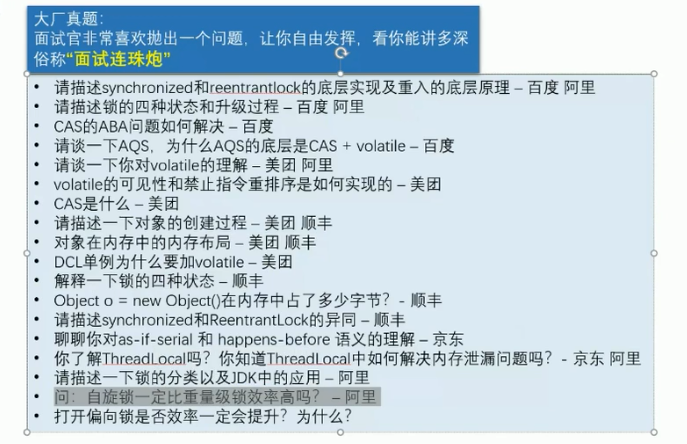 大厂真题：
面试官非常喜欢抛出一个问题，让你自由发挥，看你能讲多深
俗称“面试连珠炮”
• 请描述synchronized和reentrantlock的底层实现及重入的底层原理 – 百度 阿里
• 请描述锁的四种状态和升级过程 – 百度 阿里
• CAS的ABA问题如何解决 – 百度
• 请谈一下AQS，为什么AQS的底层是CAS + volatile – 百度
• 请谈一下你对volatile的理解 – 美团 阿里
• volatile的可见性和禁止指令重排序是如何实现的 – 美团
• CAS是什么 – 美团
• 请描述一下对象的创建过程 – 美团 顺丰
• 对象在内存中的内存布局 – 美团 顺丰
• DCL单例为什么要加volatile – 美团
• 解释一下锁的四种状态 – 顺丰
• Object o = new Object()在内存中占了多少字节？- 顺丰
• 请描述synchronized和ReentrantLock的异同 – 顺丰
• 聊聊你对as-if-serial 和 happens-before 语义的理解 – 京东
• 你了解ThreadLocal吗？你知道ThreadLocal中如何解决内存泄漏问题吗？- 京东 阿里
• 请描述一下锁的分类以及JDK中的应用 – 阿里
• 问：自旋锁一定比重量级锁效率高吗？ – 阿里
• 打开偏向锁是否效率一定会提升？为什么？